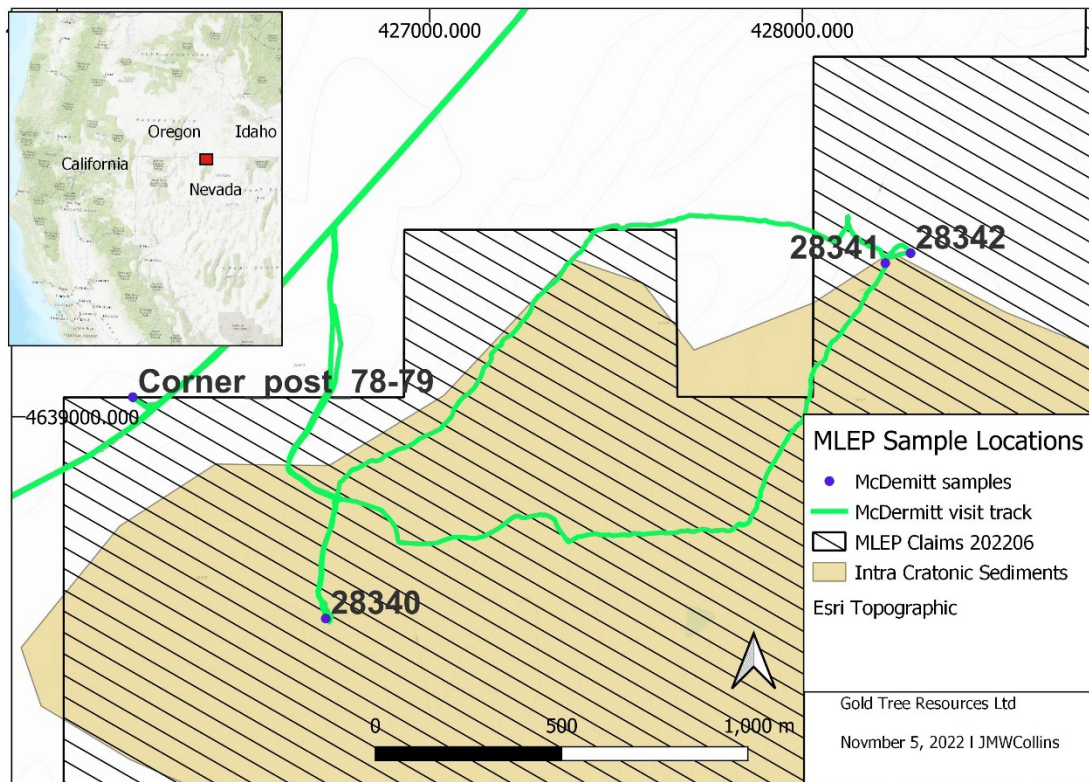 427000.000
428000.000
Oregon
Idaho
California
Nevada
28341
28342
Corner post 78-79
4639000.000
28340
MLEP Sample Locations
McDemitt samples
McDermitt visit track
MLEP Claims 202206
Intra Cratonic Sediments
Esri Topographic
0
500
1,000 m
Gold Tree Resources Ltd
Novmber 5, 2022 I JMWCollins